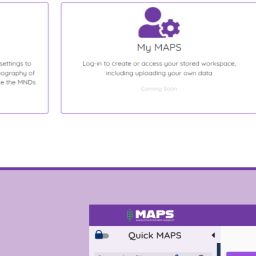 My MAPS
settings to
ography of
e the MNDs
Log-in to create or access your stored workspace,
including uploading your own data
Coming Soon
MAPS
Quick MAPS